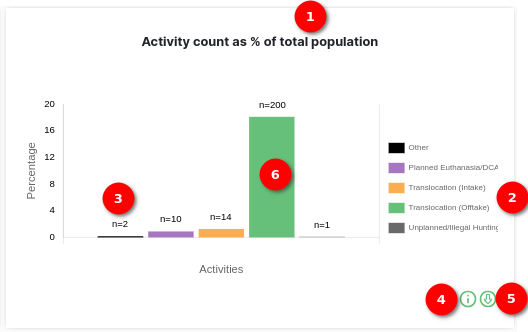 1
Activity count as % of total population
20
16
12
8
4
0
Percentage
n=2
n=10
n=14
n=200
n=1
3
6
Activities
Other
Planned Euthanasia/DCA
Translocation (Intake)
Translocation (Offtake)
Unplanned/Illegal Hunting
2
4
i
5